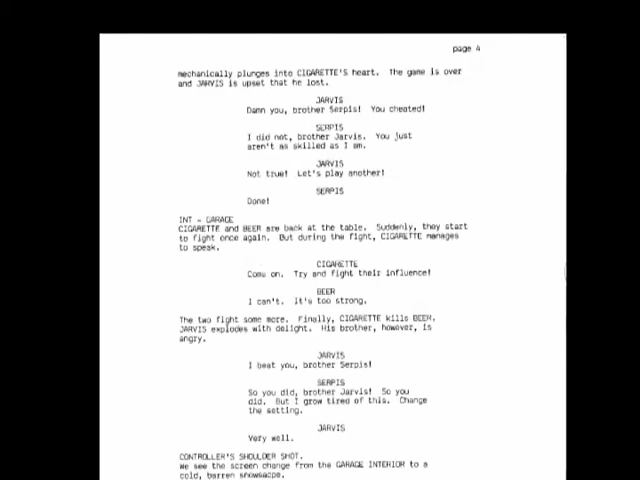 page 4
mechanically plunges into CIGARETTE'S heart. The game is over
and JARVIS is upset that he lost.
JARVIS
Damn you, brother Serpis! You cheated!
SERPIS
I did not, brother Jarvis. You just
aren't as skilled as I am.
JARVIS
Not true! Let's play another!
SERPIS
Done!
INT - GARAGE
CIGARETTE and BEER are back at the table. Suddenly, they start
to fight once again. But during the fight, CIGARETTE manages
to speak.
CIGARETTE
Come on. Try and fight their influence!
BEER
I can't. It's too strong.
The two fight some more. Finally, CIGARETTE kills BEER.
JARVIS explodes with delight. His brother, however, is
angry.
JARVIS
I beat you, brother Serpis!
SERPIS
So you did, brother Jarvis! So you
did. But I grow tired of this. Change
the setting.
JARVIS
Very well.
CONTROLLER'S SHOULDER SHOT.
We see the screen change from the GARAGE INTERIOR to a
cold, barren snowsacpe.